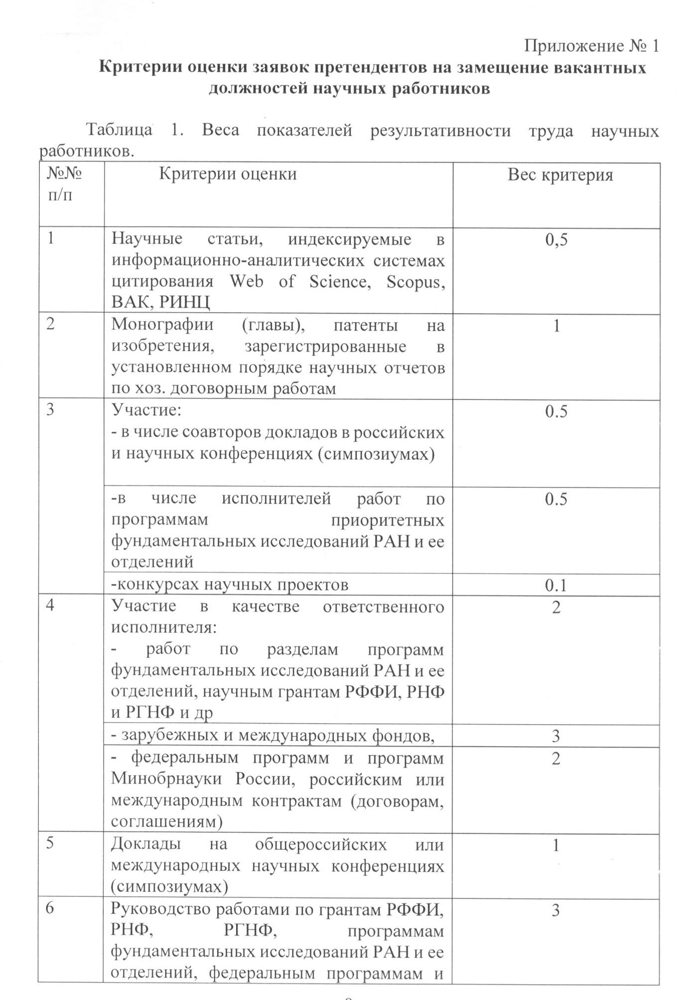 Приложение № 1
Критерии оценки заявок претендентов на замещение вакантных
должностей научных работников
Таблица 1. Веса показателей результативности труда научных
работников.
№№ Критерии оценки Вес критерия
п/п
1 Научные статьи, индексируемые в 0,5
информационно-аналитических системах
цитирования Web of Science, Scopus,
ВАК, РИНЦ
2 Монографии (главы), патенты на 1
изобретения, зарегистрированные в
установленном порядке научных отчетов
по хоз. договорным работам
3 Участие: 0.5
- в числе соавторов докладов в российских
и научных конференциях (симпозиумах)
-в числе исполнителей работ по 0.5
программам приоритетных
фундаментальных исследований РАН и ее
отделений
-конкурсах научных проектов 0.1
4 Участие в качестве ответственного 2
исполнителя:
- работ по разделам программ
фундаментальных исследований РАН и ее
отделений, научным грантам РФФИ, РНФ
и РГНФ и др
- зарубежных и международных фондов, 3
- федеральным программ и программ 2
Минобрнауки России, российским или
международным контрактам (договорам,
соглашениям)
5 Доклады на общероссийских или 1
международных научных конференциях
(симпозиумах)
6 Руководство работами по грантам РФФИ, 3
РНФ, РГНФ, программам
фундаментальных исследований РАН и ее
отделений, федеральным программам и